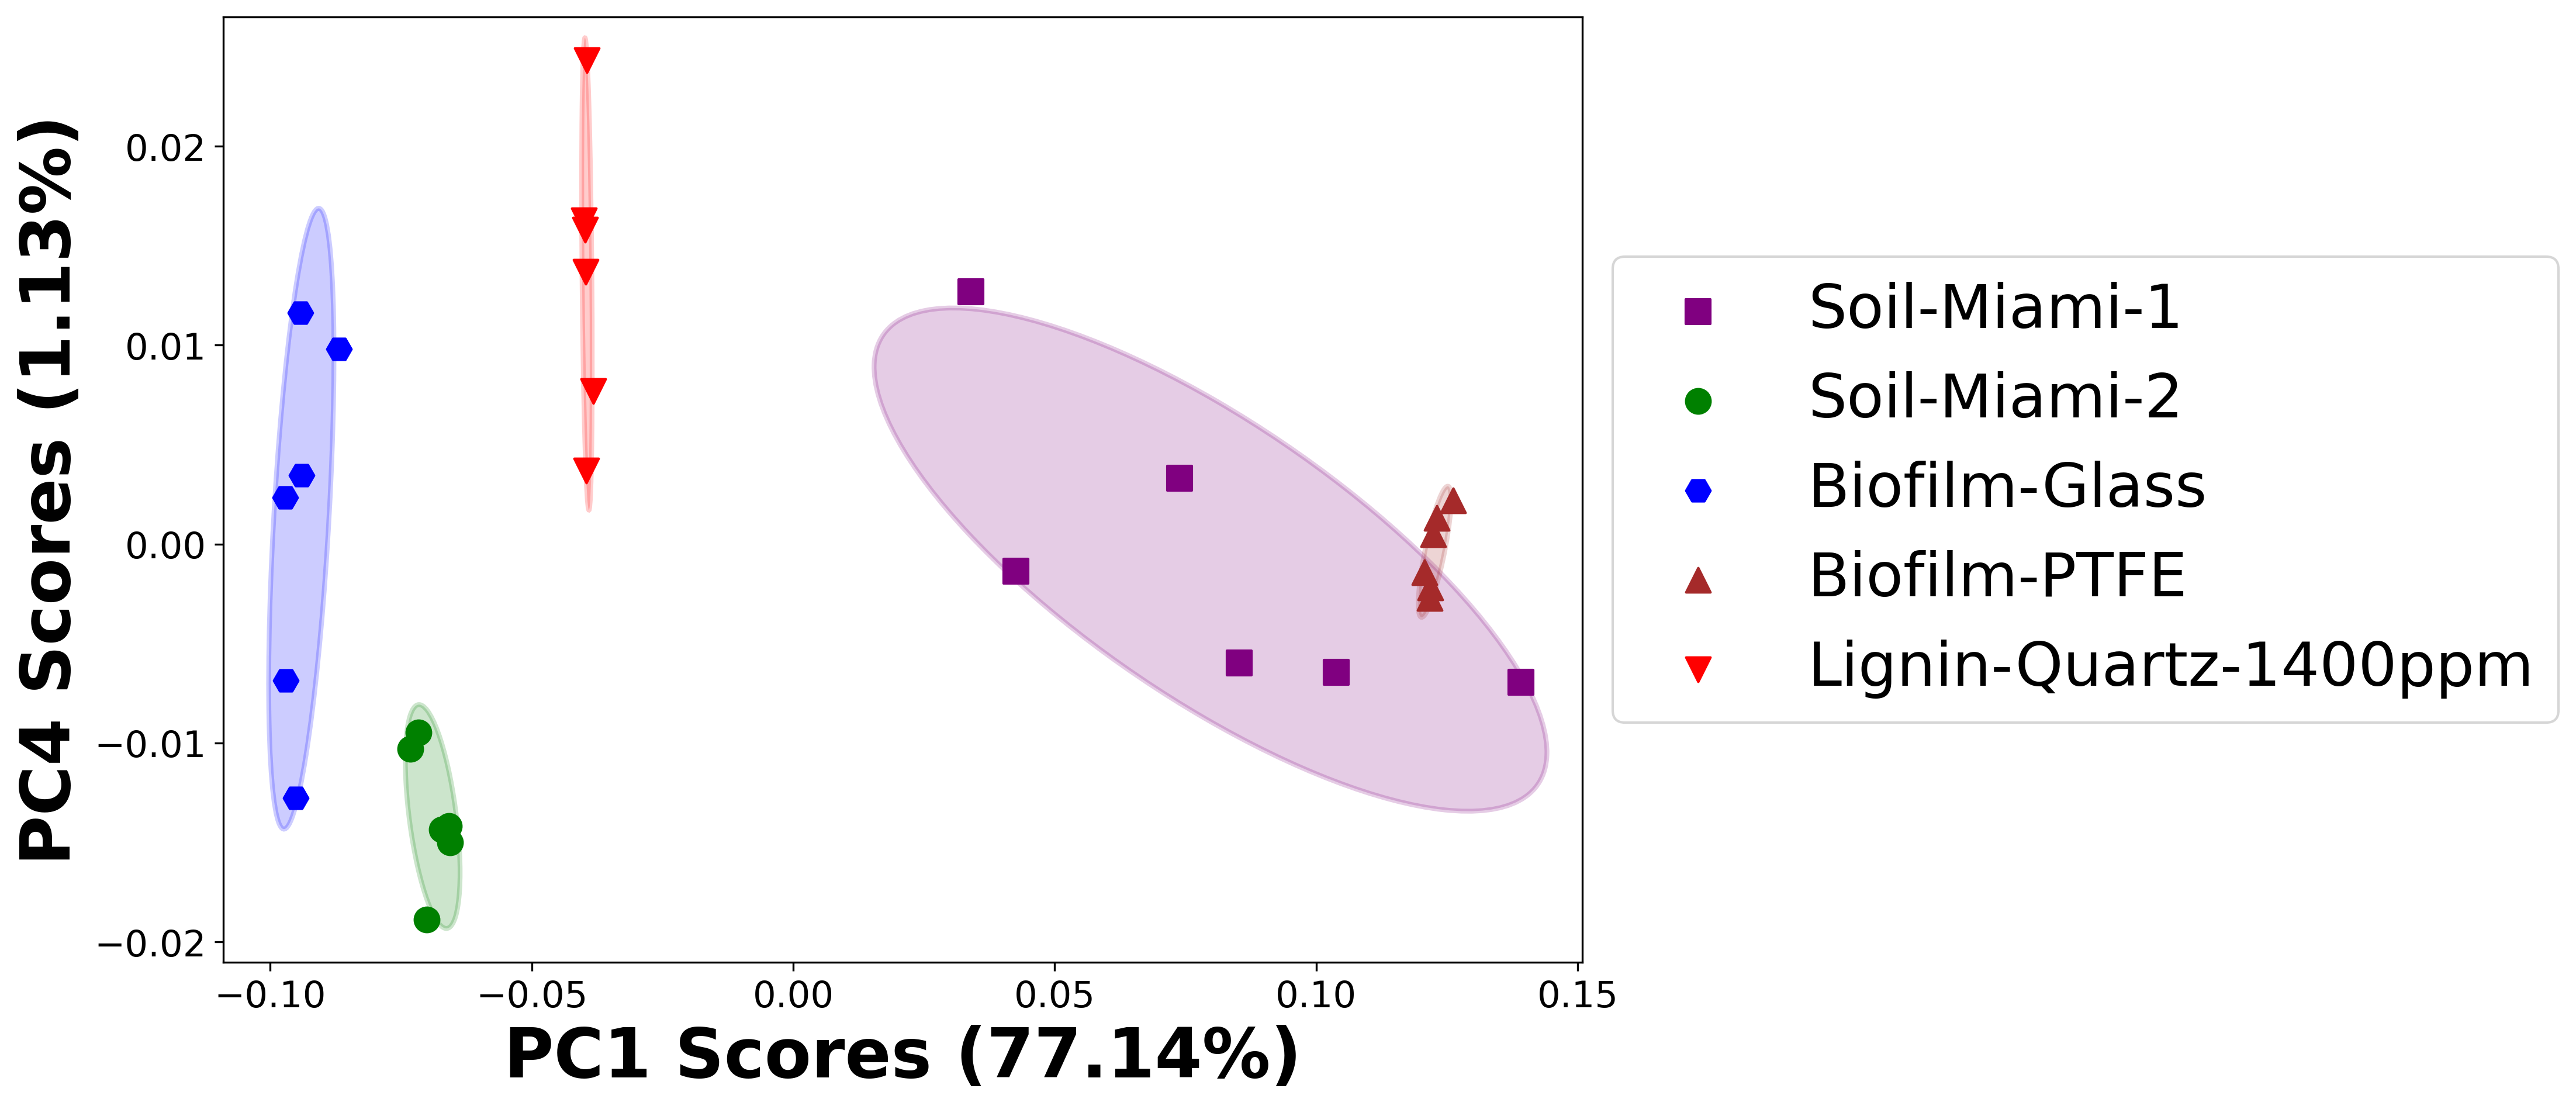 PC4 Scores (1.13%)
0.02
0.01
0.00
−0.01
−0.02
−0.10
−0.05
0.00
0.05
0.10
0.15
PC1 Scores (77.14%)
Soil-Miami-1
Soil-Miami-2
Biofilm-Glass
Biofilm-PTFE
Lignin-Quartz-1400ppm